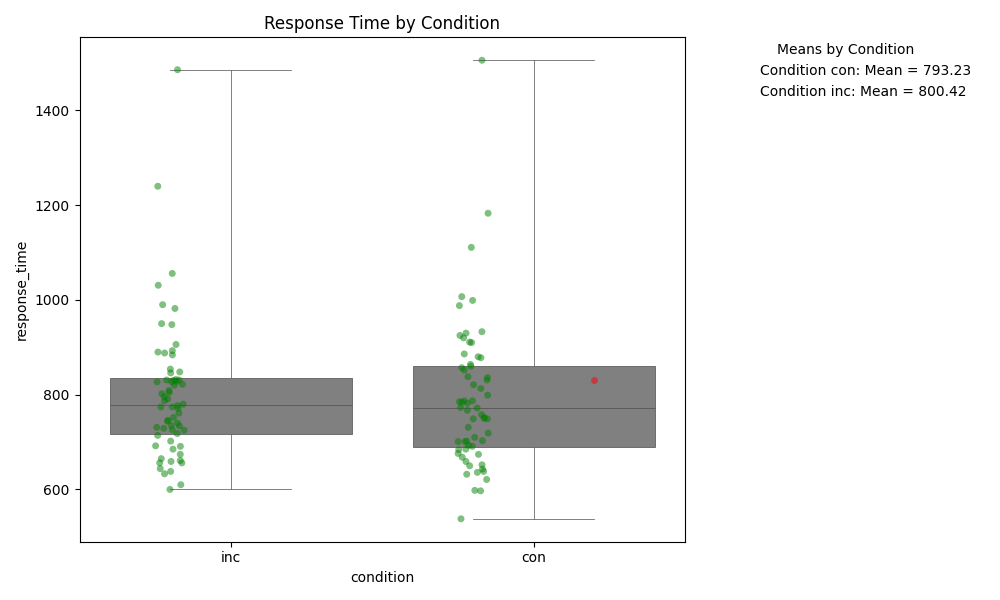 Response Time by Condition
Means by Condition
Condition con: Mean = 793.23
Condition inc: Mean = 800.42
response_time
1400
1200
1000
800
600
inc
con
condition